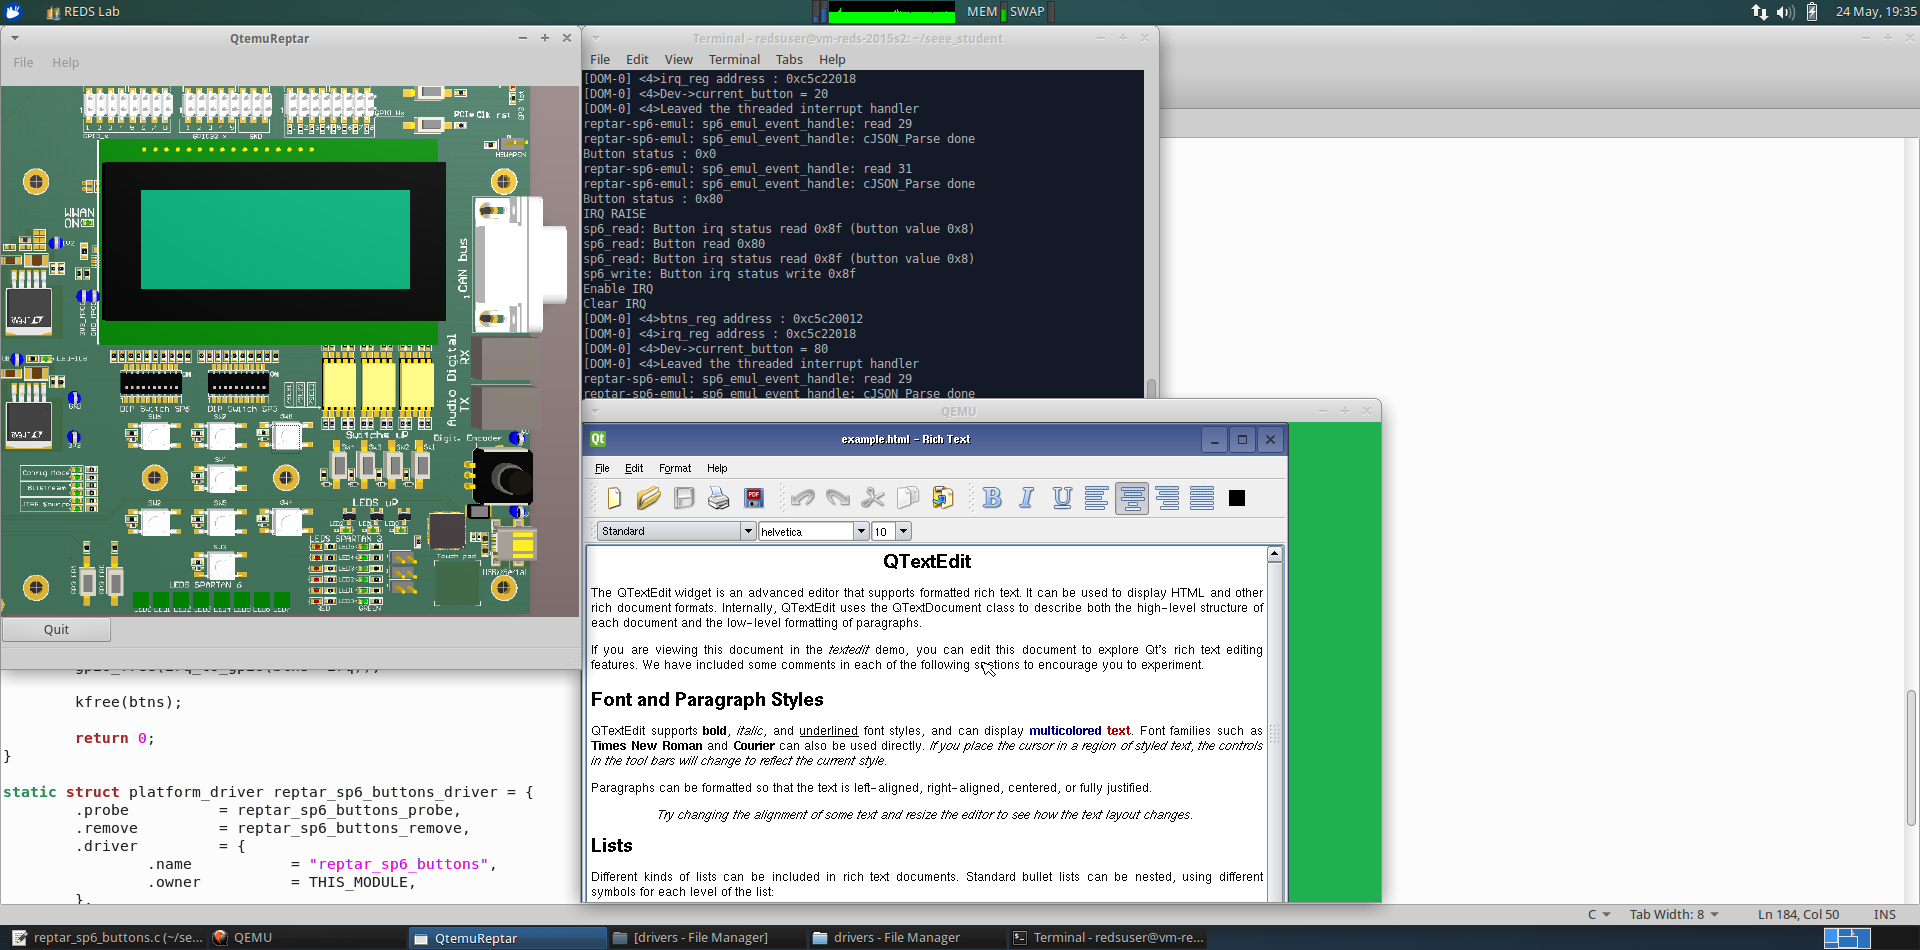 REDS Lab
MEM
SWAP
24 May, 19:35
QtemuReptar
File Help
GPIO_x
GPIO33_x
GND
GPIO_Hx
PCIe Clk rst
WWAN
ON
CAN bus
Audio Digital
RX
TX
DIP Switch SP6
DIP Switch SP3
Switchs uP
Digit. Encoder
SW1
SW2
SW3
SW4
Config Mode
Bitstream
JTAG Source
LEDS uP
LEDS SPARTAN 3
LEDS SPARTAN 6
RED
GREEN
Touch pad
Quit
Terminal - redsuser@vm-reds-2015s2: ~/seee_student
File Edit View Terminal Tabs Help
[DOM-0] <4>irq_reg address : 0xc5c22018
[DOM-0] <4>Dev->current_button = 20
[DOM-0] <4>Leaved the threaded interrupt handler
reptar-sp6-emul: sp6_emul_event_handle: read 29
reptar-sp6-emul: sp6_emul_event_handle: cJSON_Parse done
Button status : 0x0
reptar-sp6-emul: sp6_emul_event_handle: read 31
reptar-sp6-emul: sp6_emul_event_handle: cJSON_Parse done
Button status : 0x80
IRQ RAISE
sp6_read: Button irq status read 0x8f (button value 0x8)
sp6_read: Button read 0x80
sp6_read: Button irq status read 0x8f (button value 0x8)
sp6_write: Button irq status write 0x8f
Enable IRQ
Clear IRQ
[DOM-0] <4>btns_reg address : 0xc5c20012
[DOM-0] <4>irq_reg address : 0xc5c22018
[DOM-0] <4>Dev->current_button = 80
[DOM-0] <4>Leaved the threaded interrupt handler
reptar-sp6-emul: sp6_emul_event_handle: read 29
reptar-sp6-emul: sp6_emul_event_handle: cJSON_Parse done
QEMU
Qt
example.html - Rich Text
File Edit Format Help
PDF
B I U
Standard
helvetica
10
QTextEdit
The QTextEdit widget is an advanced editor that supports formatted rich text. It can be used to display HTML and other
rich document formats. Internally, QTextEdit uses the QTextDocument class to describe both the high-level structure of
each document and the low-level formatting of paragraphs.
If you are viewing this document in the textedit demo, you can edit this document to explore Qt's rich text editing
features. We have included some comments in each of the following sections to encourage you to experiment.
Font and Paragraph Styles
QTextEdit supports bold, italic, and underlined font styles, and can display multicolored text. Font families such as
Times New Roman and Courier can also be used directly. If you place the cursor in a region of styled text, the controls
in the tool bars will change to reflect the current style.
Paragraphs can be formatted so that the text is left-aligned, right-aligned, centered, or fully justified.
Try changing the alignment of some text and resize the editor to see how the text layout changes.
Lists
Different kinds of lists can be included in rich text documents. Standard bullet lists can be nested, using different
symbols for each level of the list:
kfree(btns);
return 0;
}
static struct platform_driver reptar_sp6_buttons_driver = {
.probe = reptar_sp6_buttons_probe,
.remove = reptar_sp6_buttons_remove,
.driver = {
.name = "reptar_sp6_buttons",
.owner = THIS_MODULE,
},
C
Tab Width: 8
Ln 184, Col 50
INS
reptar_sp6_buttons.c (~/se...
QEMU
QtemuReptar
[drivers - File Manager]
drivers - File Manager
Terminal - redsuser@vm-re...